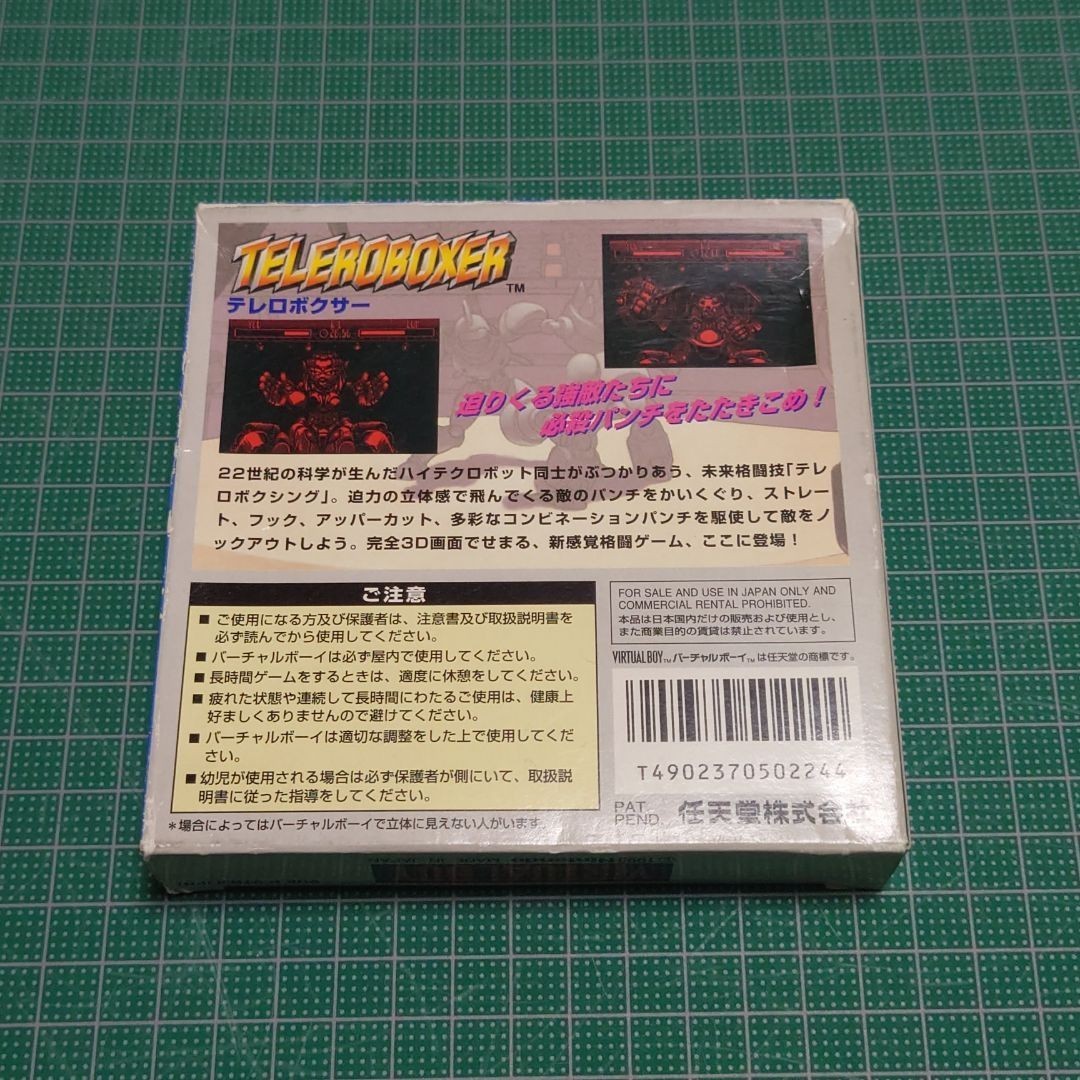 TELEROBOXER TM
テレロボクサー
迫りくる強敵たちに
必殺パンチをたたきこめ!
22世紀の科学が生んだハイテクロボット同士がぶつかりあう、未来格闘技「テレ
ロボクシング」。迫力の立体感で飛んでくる敵のパンチをかいくぐり、ストレー
ト、フック、アッパーカット、多彩なコンビネーションパンチを駆使して敵をノ
ックアウトしよう。完全3D画面でせまる、新感覚格闘ゲーム、ここに登場!
ご注意
■ご使用になる方及び保護者は、注意書及び取扱説明書を
必ず読んでから使用してください。
■バーチャルボーイは必ず屋内で使用してください。
■長時間ゲームをするときは、適度に休憩をしてください。
■疲れた状態や連続して長時間にわたるご使用は、健康上
好ましくありませんので避けてください。
■バーチャルボーイは適切な調整をした上で使用してくだ
さい。
■幼児が使用される場合は必ず保護者が側にいて、取扱説
明書に従った指導をしてください。
*場合によってはバーチャルボーイで立体に見えない人がいます。
FOR SALE AND USE IN JAPAN ONLY AND
COMMERCIAL RENTAL PROHIBITED.
本品は日本国内だけの販売および使用とし、
また商業目的の賃貸は禁止されています。
VIRTUAL BOY TM バーチャルボーイ TM は任天堂の商標です。
T4902370502244
PAT.
PEND.
任天堂株式会社